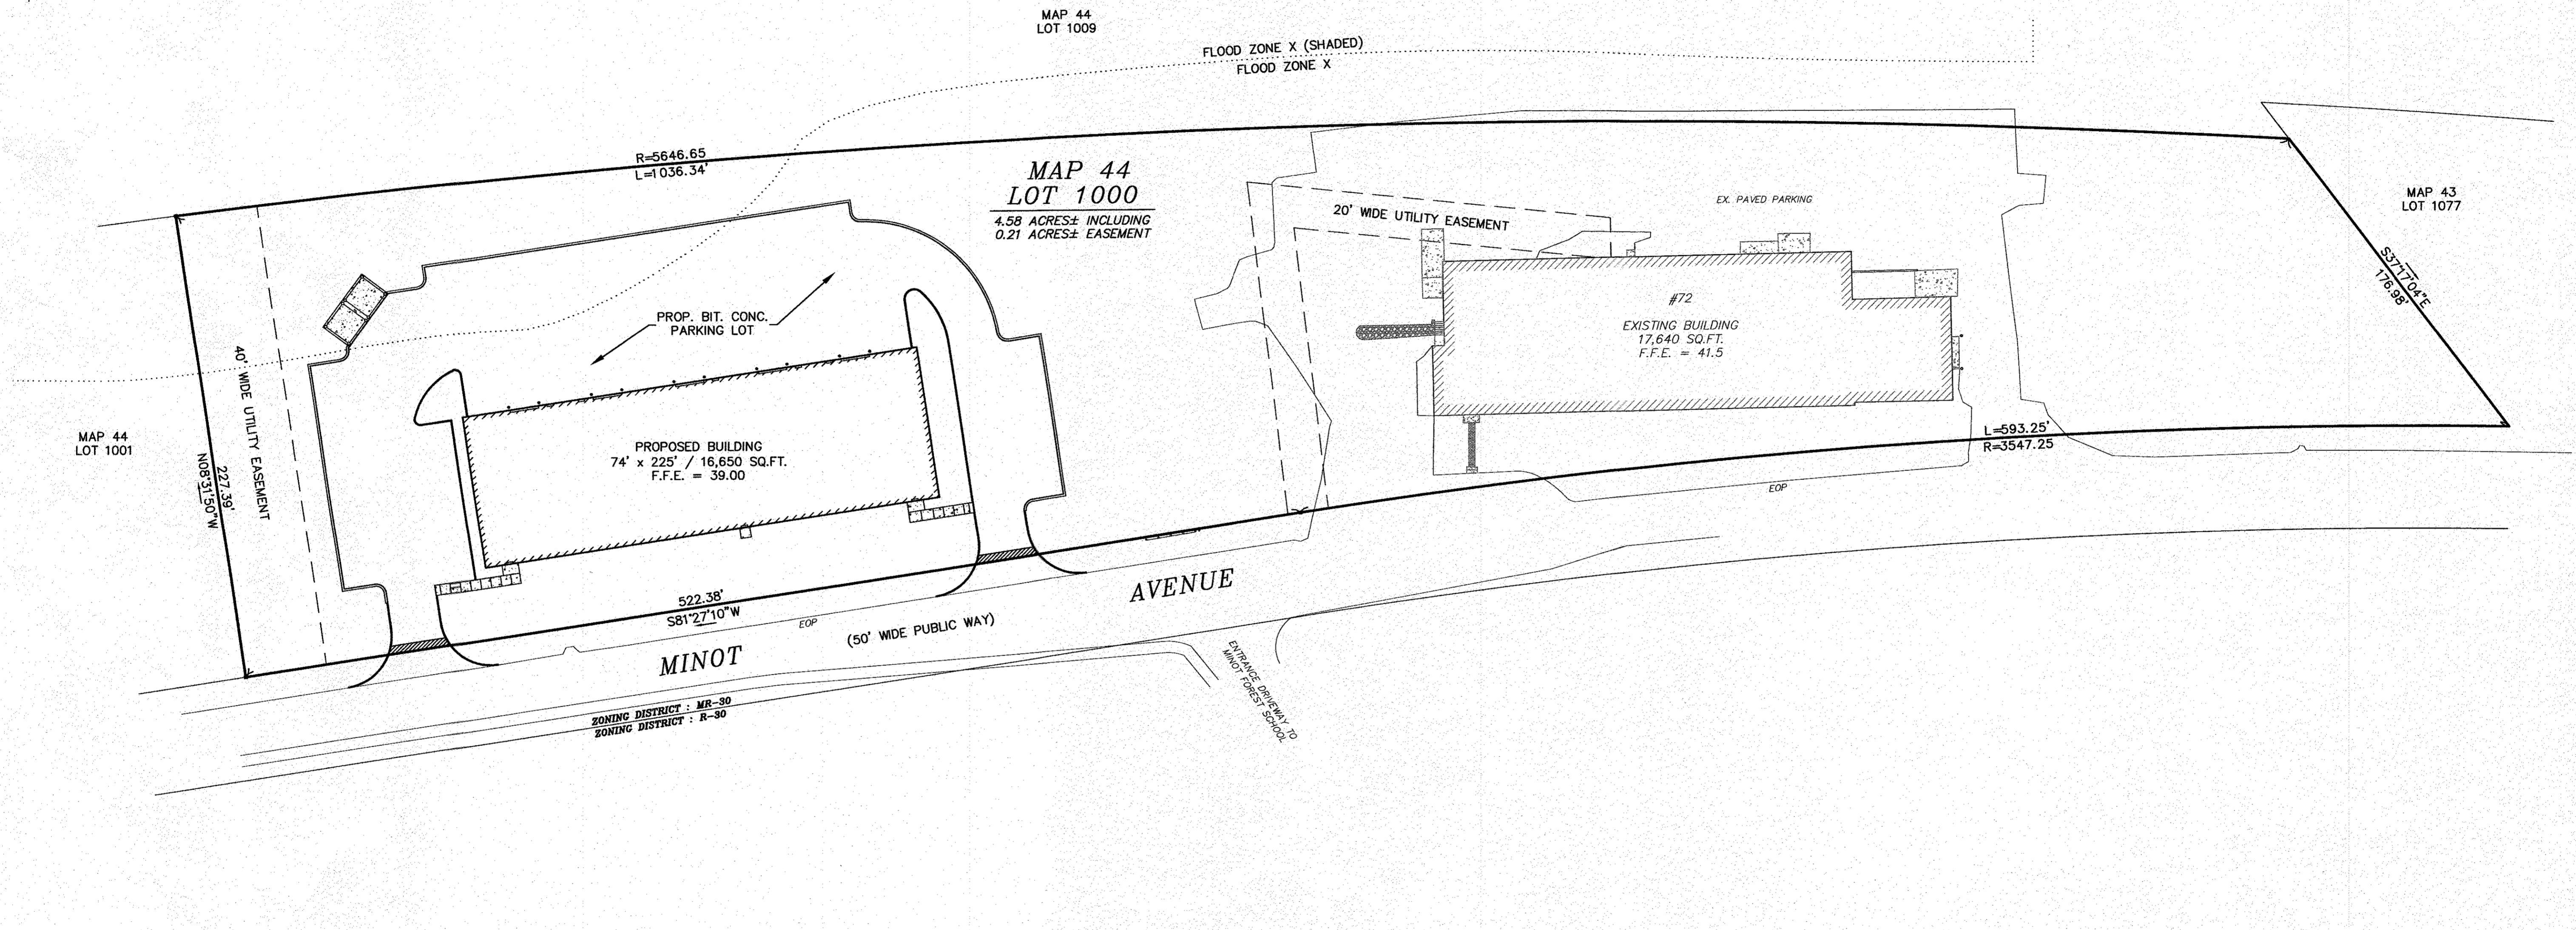 MAP 44
LOT 1009
FLOOD ZONE X (SHADED)
FLOOD ZONE X
R=5646.65
L=1036.34'
MAP 44
LOT 1000
4.58 ACRES± INCLUDING
0.21 ACRES± EASEMENT
20' WIDE UTILITY EASEMENT
EX. PAVED PARKING
MAP 43
LOT 1077
S37°17'04"E
176.98'
#72
EXISTING BUILDING
17,640 SQ.FT.
F.F.E. = 41.5
PROP. BIT. CONC.
PARKING LOT
40' WIDE UTILITY EASEMENT
MAP 44
LOT 1001
227.39'
N08°31'50"W
PROPOSED BUILDING
74' x 225' / 16,650 SQ.FT.
F.F.E. = 39.00
L=593.25'
R=3547.25
EOP
522.38'
S81°27'10"W
EOP
(50' WIDE PUBLIC WAY)
MINOT AVENUE
ENTRANCE DRIVEWAY TO
MINOT FOREST SCHOOL
ZONING DISTRICT : MR-30
ZONING DISTRICT : R-30